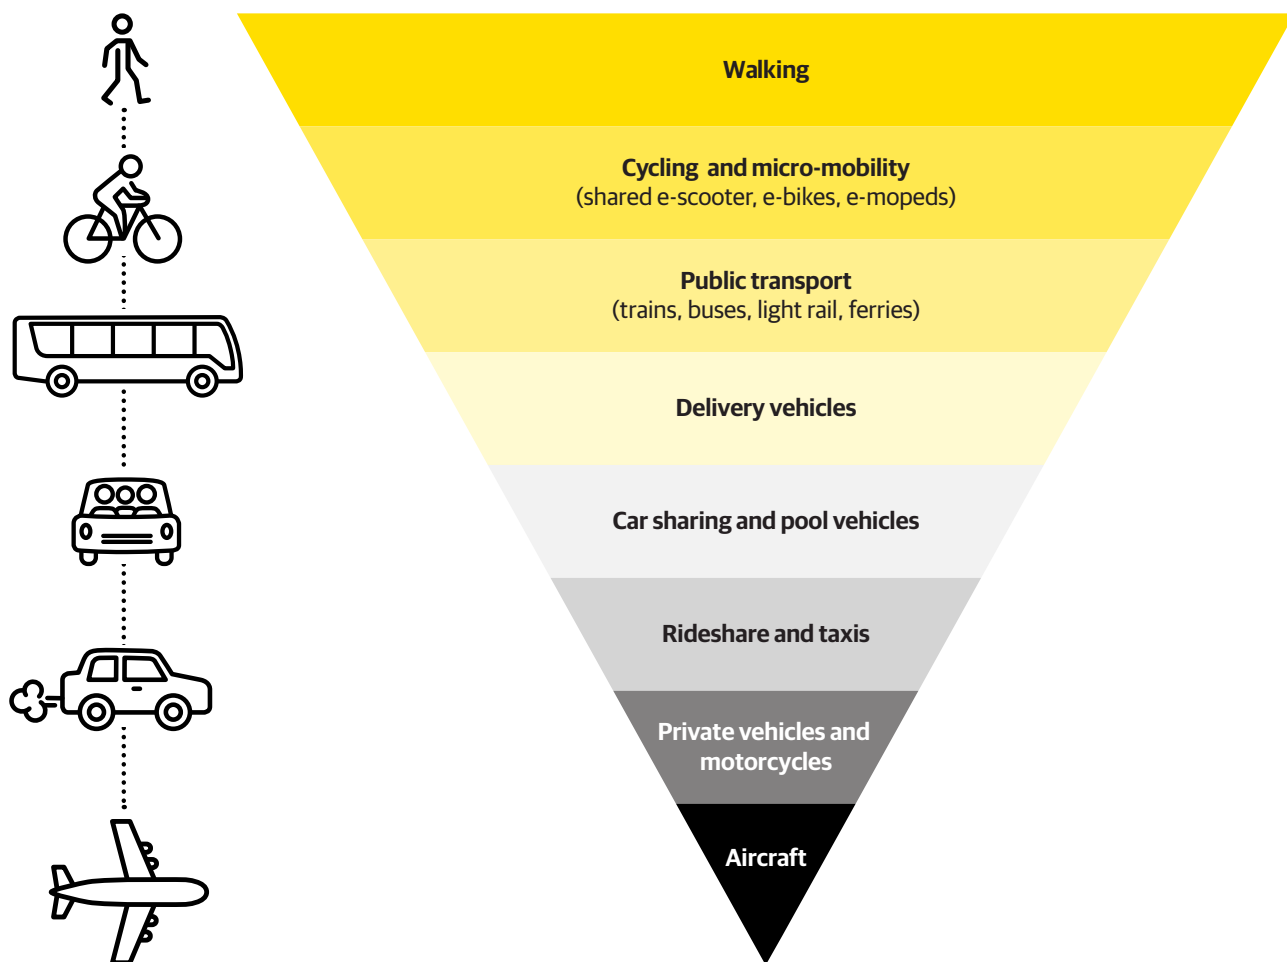 Walking
Cycling and micro-mobility
(shared e-scooter, e-bikes, e-mopeds)
Public transport
(trains, buses, light rail, ferries)
Delivery vehicles
Car sharing and pool vehicles
Rideshare and taxis
Private vehicles and
motorcycles
Aircraft